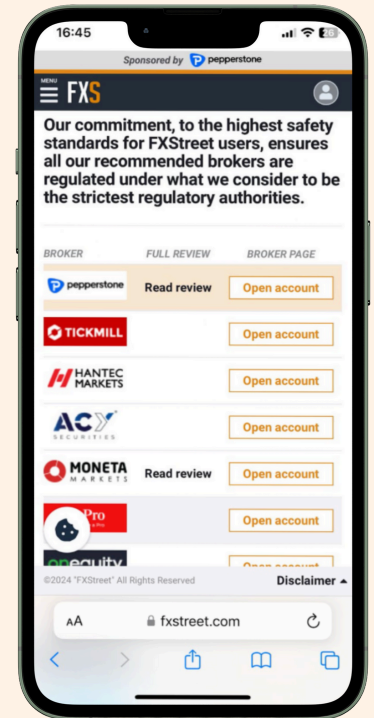 16:45
Sponsored by pepperstone
MENU
FXS
Our commitment, to the highest safety
standards for FXStreet users, ensures
all our recommended brokers are
regulated under what we consider to be
the strictest regulatory authorities.
BROKER FULL REVIEW BROKER PAGE
pepperstone Read review Open account
TICKMILL Open account
HANTEC
MARKETS Open account
ACY
SECURITIES Open account
MONETA
MARKETS Read review Open account
Pro Open account
©2024 "FXStreet" All Rights Reserved Disclaimer
AA fxstreet.com